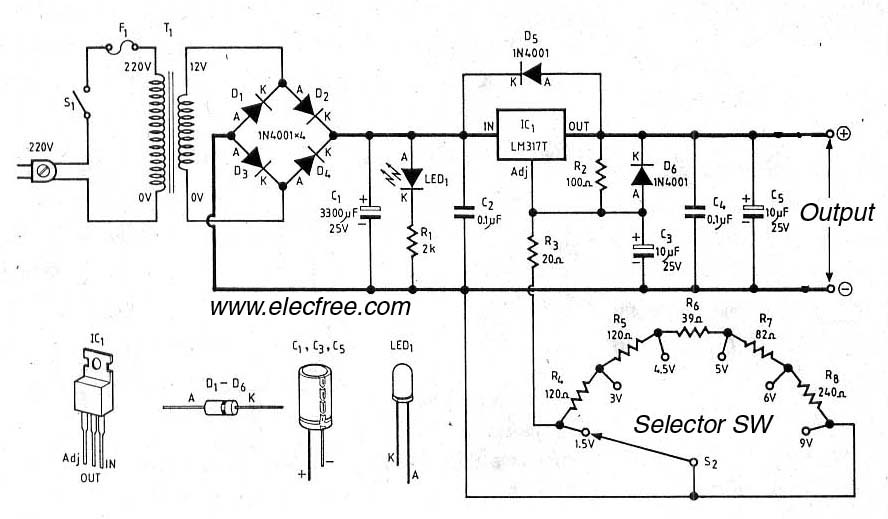 F1
T1
D5
1N4001
K
A
220V
12V
S1
D1
K
A
D2
A
K
IN
IC1
OUT
LM317T
Adj
1N4001×4
220V
A
D3
K
A
D4
K
0V
0V
C1
3300µF
25V
+
−
A
K
LED1
R1
2k
C2
0.1µF
R2
100Ω
K
D6
1N4001
A
R3
20Ω
+
C3
10µF
25V
−
C4
0.1µF
+
C5
10µF
25V
−
+
Output
−
www.elecfree.com
R4
120Ω
R5
120Ω
R6
39Ω
R7
82Ω
R8
240Ω
1.5V
3V
4.5V
5V
6V
9V
Selector SW
S2
IC1
Adj
OUT
IN
D1−D6
A
K
C1, C3, C5
+
−
LED1
K
A